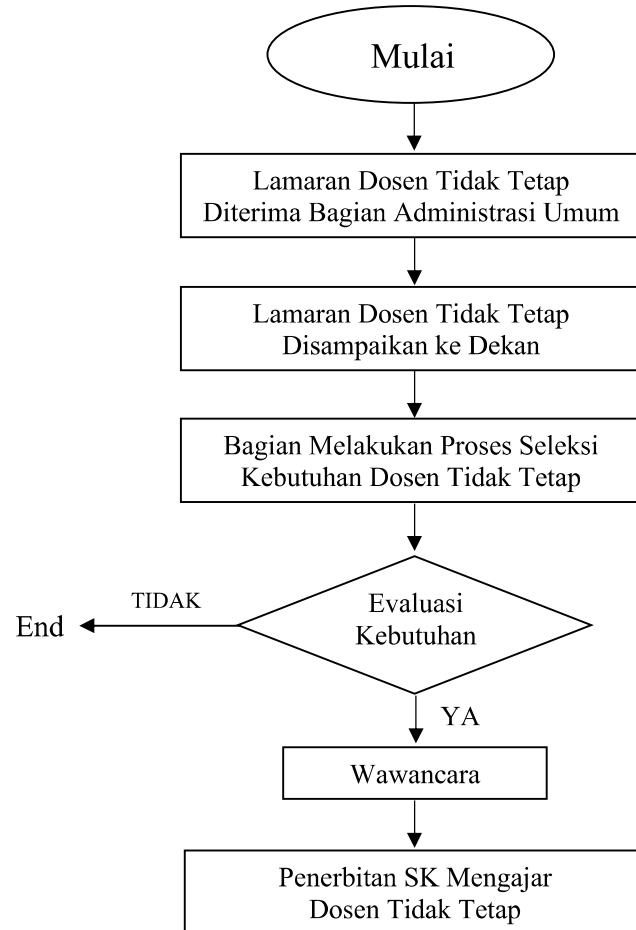 Mulai
Lamaran Dosen Tidak Tetap
Diterima Bagian Administrasi Umum
Lamaran Dosen Tidak Tetap
Disampaikan ke Dekan
Bagian Melakukan Proses Seleksi
Kebutuhan Dosen Tidak Tetap
TIDAK
End
Evaluasi
Kebutuhan
YA
Wawancara
Penerbitan SK Mengajar
Dosen Tidak Tetap